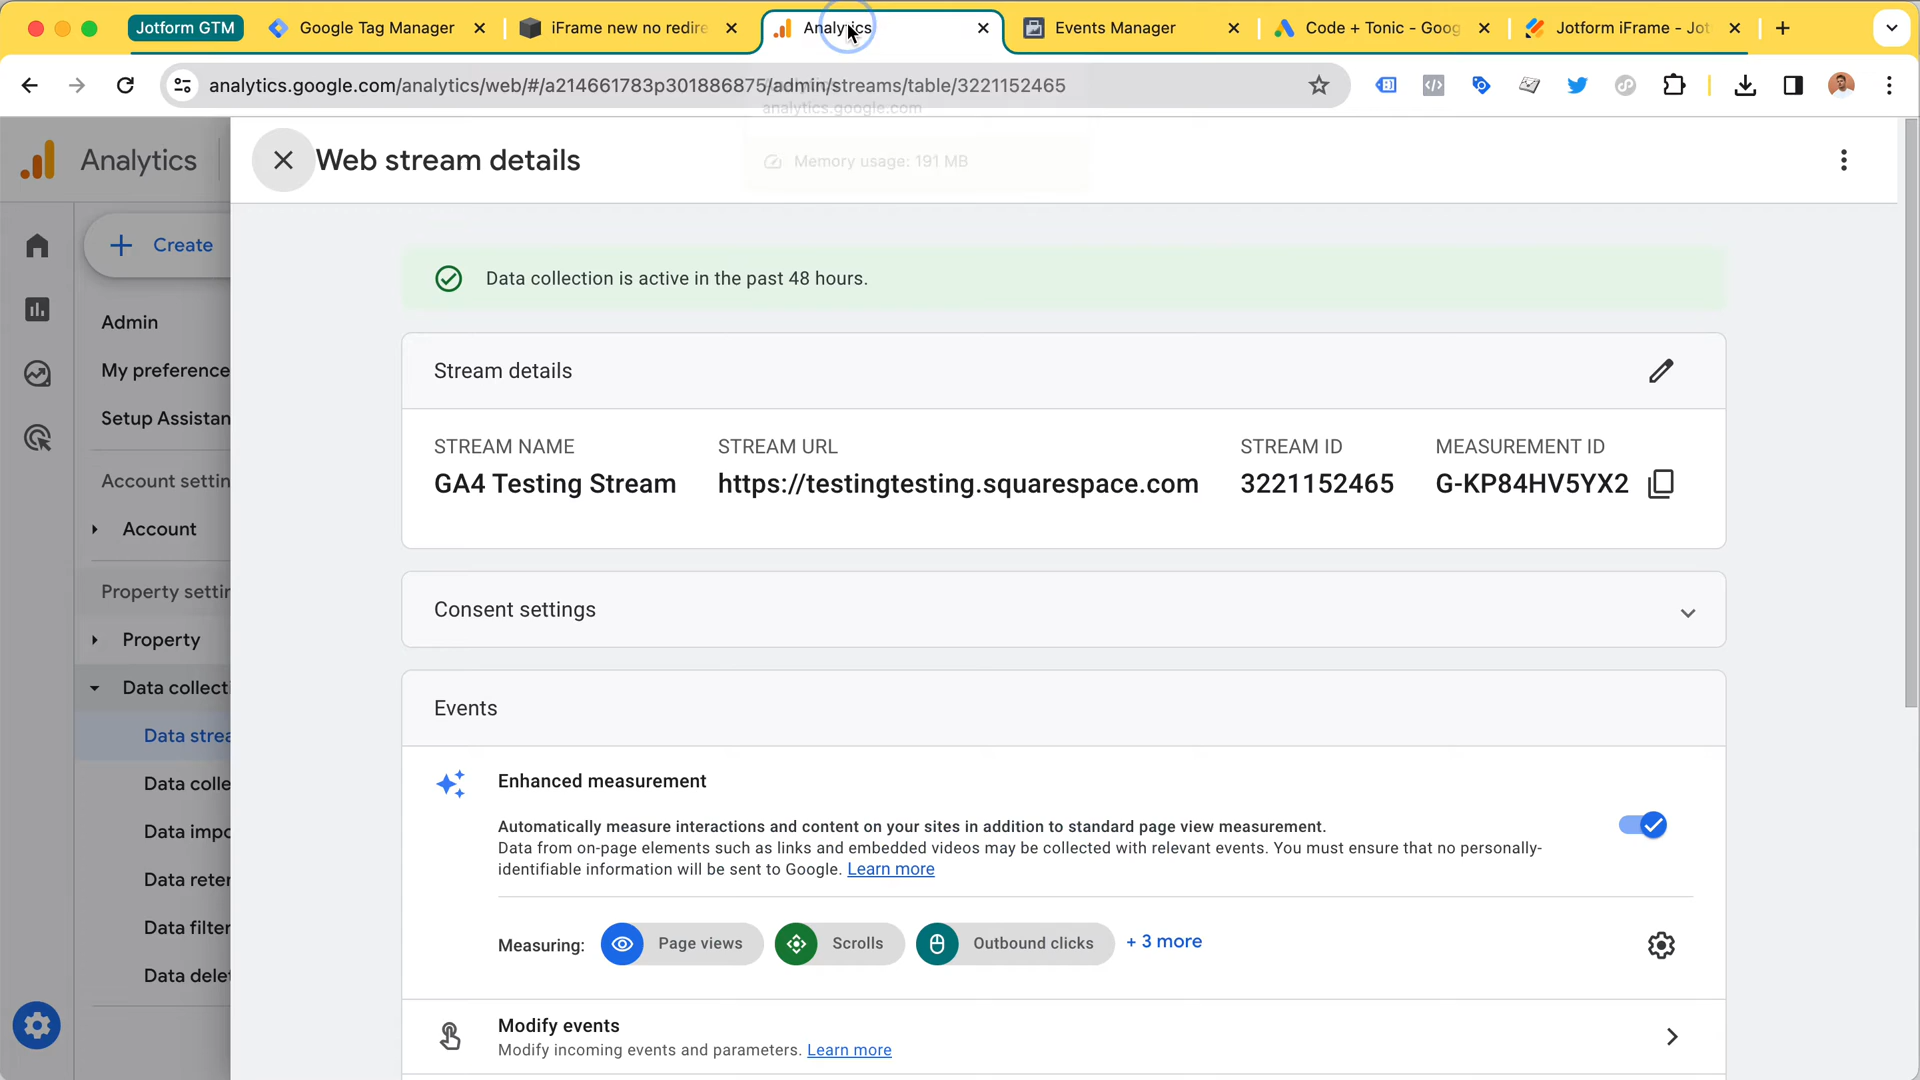 Jotform GTM
Google Tag Manager
iFrame new no redire
Analytics
Events Manager
Code + Tonic - Goog
Jotform iFrame - Jot
analytics.google.com/analytics/web/#/a214661783p301886875/admin/streams/table/3221152465
analytics.google.com
Analytics
Web stream details
Memory usage: 191 MB
Create
Data collection is active in the past 48 hours.
Admin
My preference
Setup Assistan
Account settin
Account
Property settin
Property
Data collecti
Data strea
Data colle
Data impo
Data reten
Data filter
Data delet
Stream details
STREAM NAME
STREAM URL
STREAM ID
MEASUREMENT ID
GA4 Testing Stream
https://testingtesting.squarespace.com
3221152465
G-KP84HV5YX2
Consent settings
Events
Enhanced measurement
Automatically measure interactions and content on your sites in addition to standard page view measurement.
Data from on-page elements such as links and embedded videos may be collected with relevant events. You must ensure that no personally-
identifiable information will be sent to Google. Learn more
Measuring:
Page views
Scrolls
Outbound clicks
+ 3 more
Modify events
Modify incoming events and parameters. Learn more